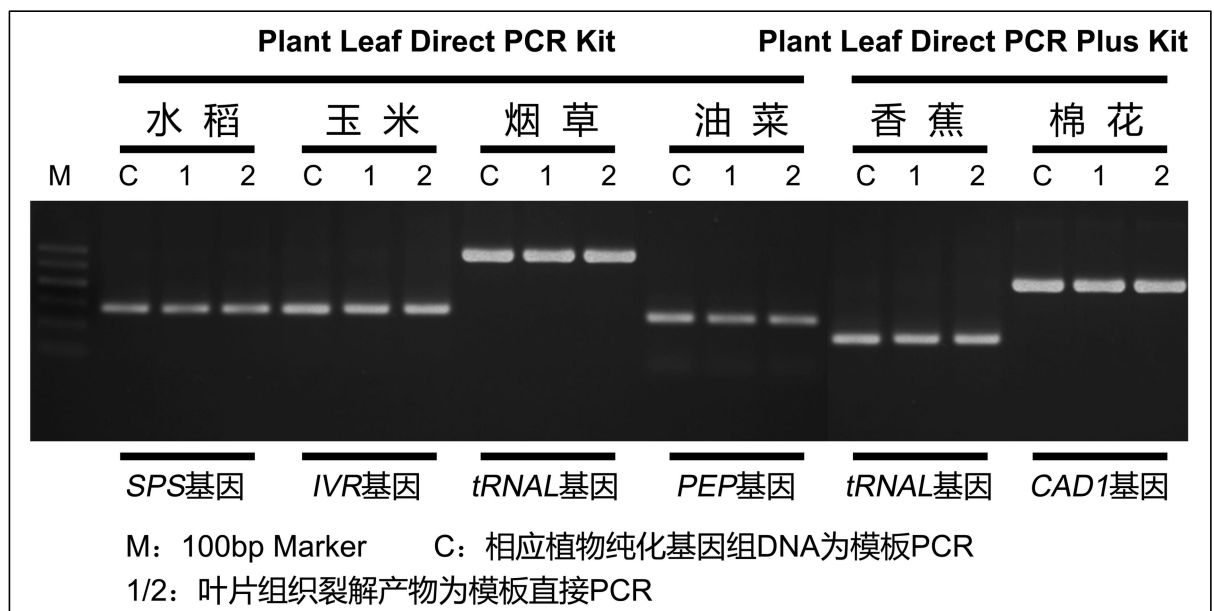 Plant Leaf Direct PCR Kit Plant Leaf Direct PCR Plus Kit
水稻 玉米 烟草 油菜 香蕉 棉花
M C 1 2 C 1 2 C 1 2 C 1 2 C 1 2 C 1 2
SPS基因 IVR基因 tRNAL基因 PEP基因 tRNAL基因 CAD1基因
M：100bp Marker C：相应植物纯化基因组DNA为模板PCR
1/2：叶片组织裂解产物为模板直接PCR